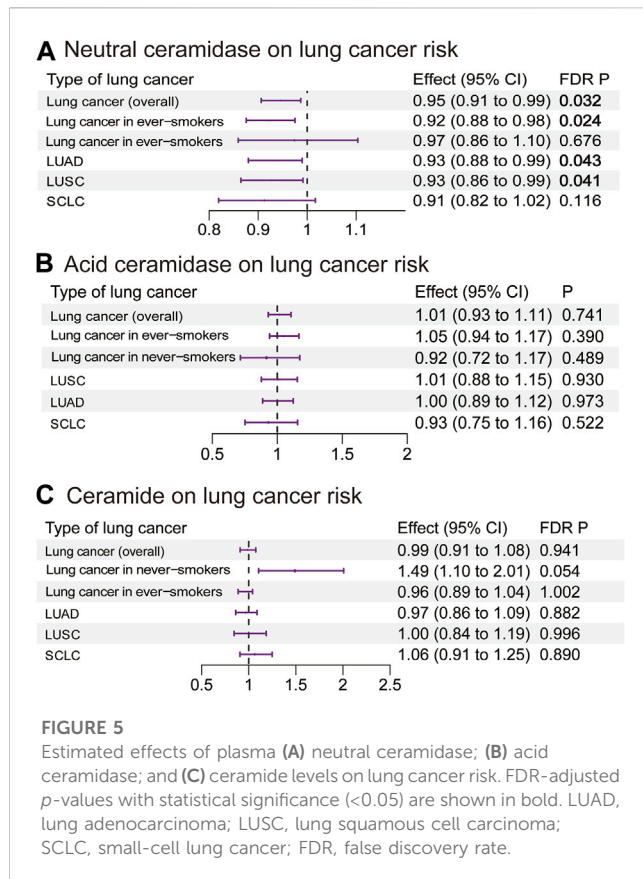 A Neutral ceramidase on lung cancer risk
Type of lung cancer Effect (95% CI) FDR P
Lung cancer (overall) 0.95 (0.91 to 0.99) 0.032
Lung cancer in ever-smokers 0.92 (0.88 to 0.98) 0.024
Lung cancer in ever-smokers 0.97 (0.86 to 1.10) 0.676
LUAD 0.93 (0.88 to 0.99) 0.043
LUSC 0.93 (0.86 to 0.99) 0.041
SCLC 0.91 (0.82 to 1.02) 0.116
0.8 0.9 1 1.1
B Acid ceramidase on lung cancer risk
Type of lung cancer Effect (95% CI) P
Lung cancer (overall) 1.01 (0.93 to 1.11) 0.741
Lung cancer in ever-smokers 1.05 (0.94 to 1.17) 0.390
Lung cancer in never-smokers 0.92 (0.72 to 1.17) 0.489
LUSC 1.01 (0.88 to 1.15) 0.930
LUAD 1.00 (0.89 to 1.12) 0.973
SCLC 0.93 (0.75 to 1.16) 0.522
0.5 1 1.5 2
C Ceramide on lung cancer risk
Type of lung cancer Effect (95% CI) FDR P
Lung cancer (overall) 0.99 (0.91 to 1.08) 0.941
Lung cancer in never-smokers 1.49 (1.10 to 2.01) 0.054
Lung cancer in ever-smokers 0.96 (0.89 to 1.04) 1.002
LUAD 0.97 (0.86 to 1.09) 0.882
LUSC 1.00 (0.84 to 1.19) 0.996
SCLC 1.06 (0.91 to 1.25) 0.890
0.5 1 1.5 2 2.5
FIGURE 5
Estimated effects of plasma (A) neutral ceramidase; (B) acid
ceramidase; and (C) ceramide levels on lung cancer risk. FDR-adjusted
p-values with statistical significance (<0.05) are shown in bold. LUAD,
lung adenocarcinoma; LUSC, lung squamous cell carcinoma;
SCLC, small-cell lung cancer; FDR, false discovery rate.